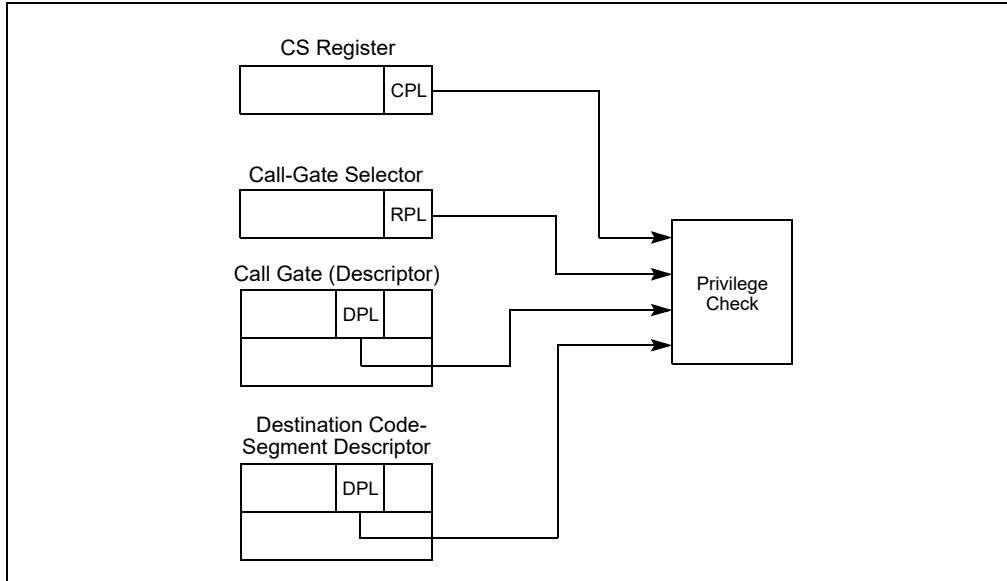 CS Register
CPL
Call-Gate Selector
RPL
Call Gate (Descriptor)
DPL
Privilege
Check
Destination Code-
Segment Descriptor
DPL